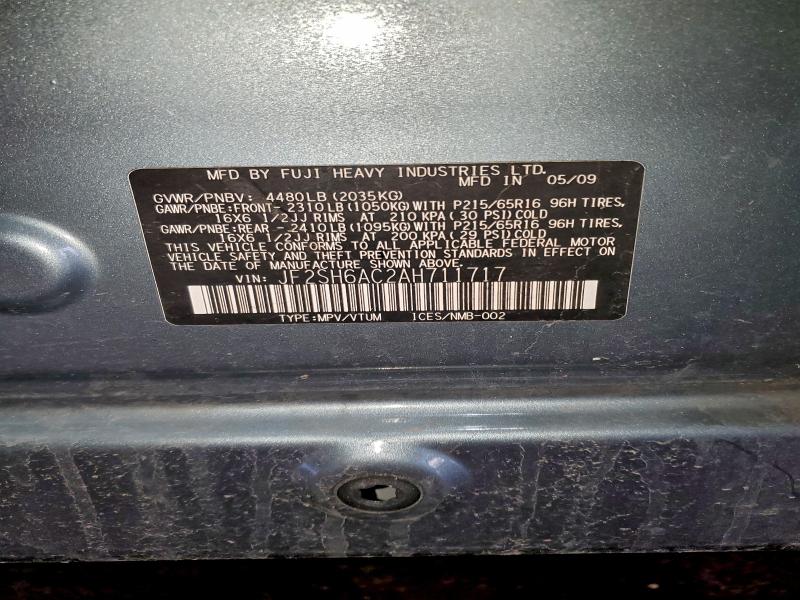 MFD BY FUJI HEAVY INDUSTRIES LTD.
MFD IN 05/09
GVWR/PNBV: 4480LB(2035KG)
GAWR/PNBE:FRONT-2310LB(1050KG)WITH P215/65R16 96H TIRES,
16X6 1/2JJ RIMS AT 210 KPA(30 PSI)COLD
GAWR/PNBE:REAR -2410LB(1095KG)WITH P215/65R16 96H TIRES,
16X6 1/2JJ RIMS AT 200 KPA(29 PSI)COLD
THIS VEHICLE CONFORMS TO ALL APPLICABLE FEDERAL MOTOR
VEHICLE SAFETY AND THEFT PREVENTION STANDARDS IN EFFECT ON
THE DATE OF MANUFACTURE SHOWN ABOVE.
VIN: JF2SH6AC2AH711717
TYPE:MPV/VTUM ICES/NMB-002